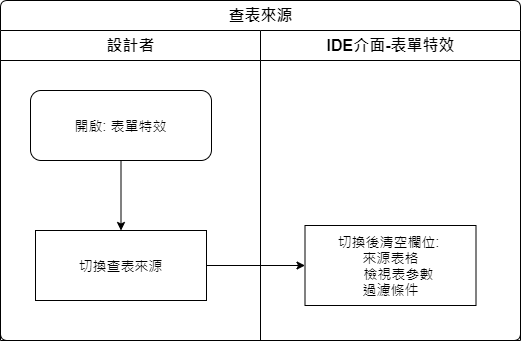 查表來源
設計者
IDE介面-表單特效
開啟: 表單特效
切換查表來源
切換後清空欄位:
來源表格
檢視表參數
過濾條件